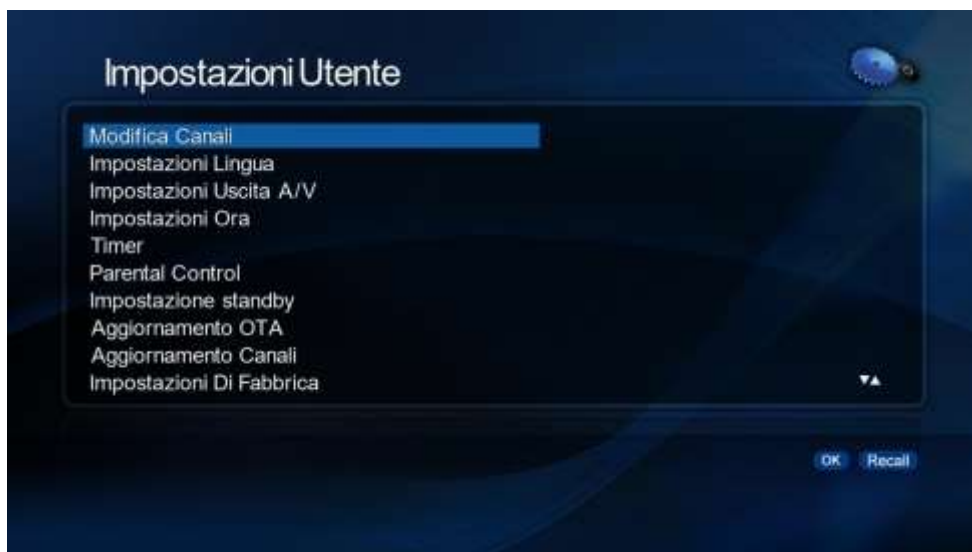 Impostazioni Utente
Modifica Canali
Impostazioni Lingua
Impostazioni Uscita A/V
Impostazioni Ora
Timer
Parental Control
Impostazione standby
Aggiornamento OTA
Aggiornamento Canali
Impostazioni Di Fabbrica
OK Recall